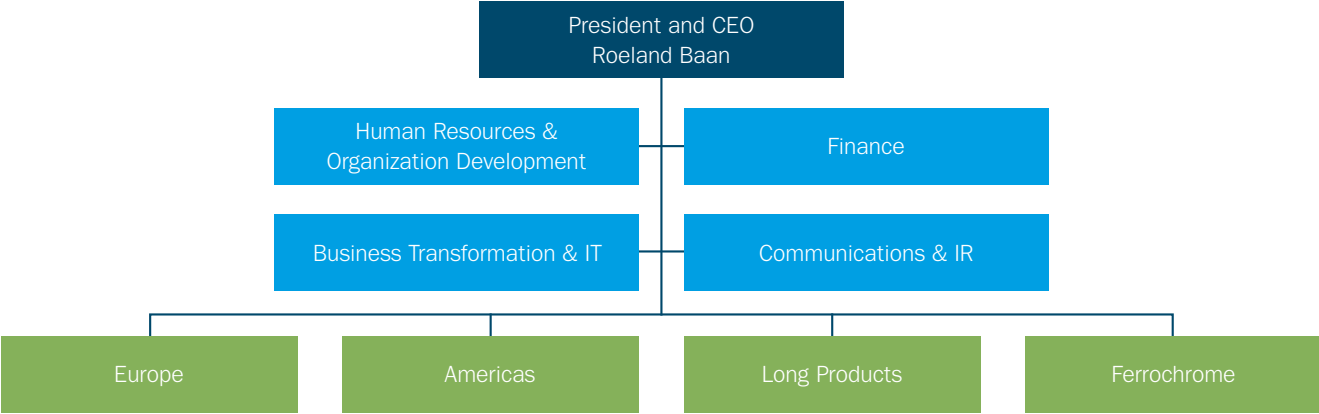 President and CEO
Roeland Baan
Human Resources &
Organization Development
Finance
Business Transformation & IT
Communications & IR
Europe
Americas
Long Products
Ferrochrome